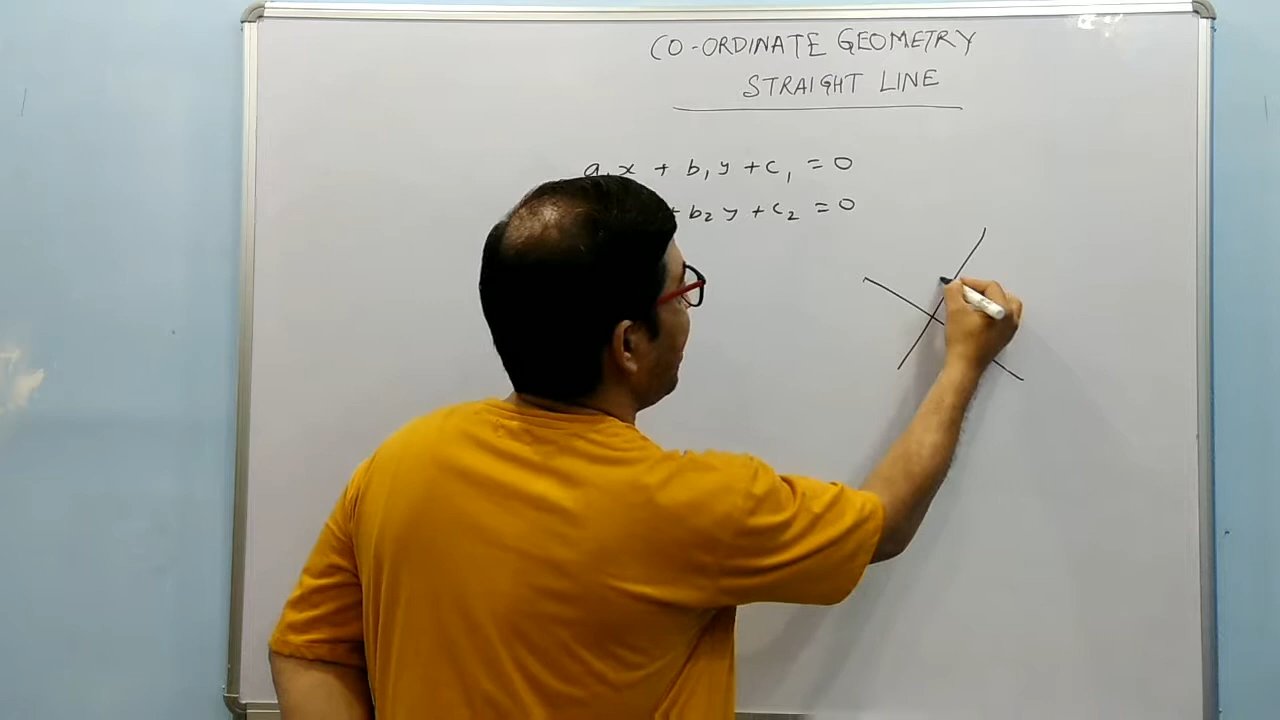 CO-ORDINATE GEOMETRY
STRAIGHT LINE
a₁x + b₁y + c₁ = 0
+ b₂y + c₂ = 0